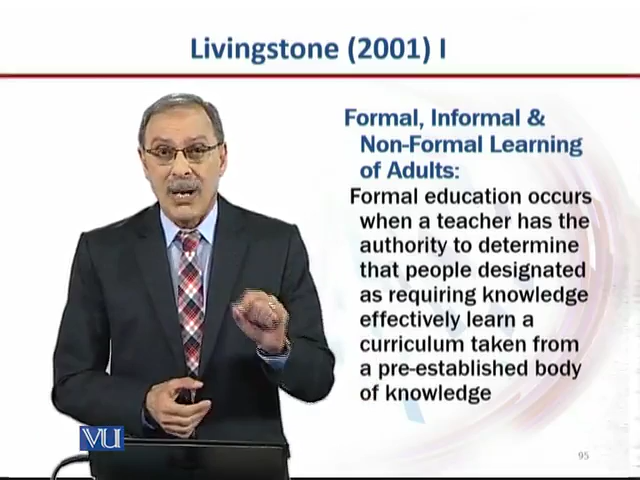 Livingstone (2001) I
Formal, Informal &
Non-Formal Learning
of Adults:
Formal education occurs
when a teacher has the
authority to determine
that people designated
as requiring knowledge
effectively learn a
curriculum taken from
a pre-established body
of knowledge
VU
95